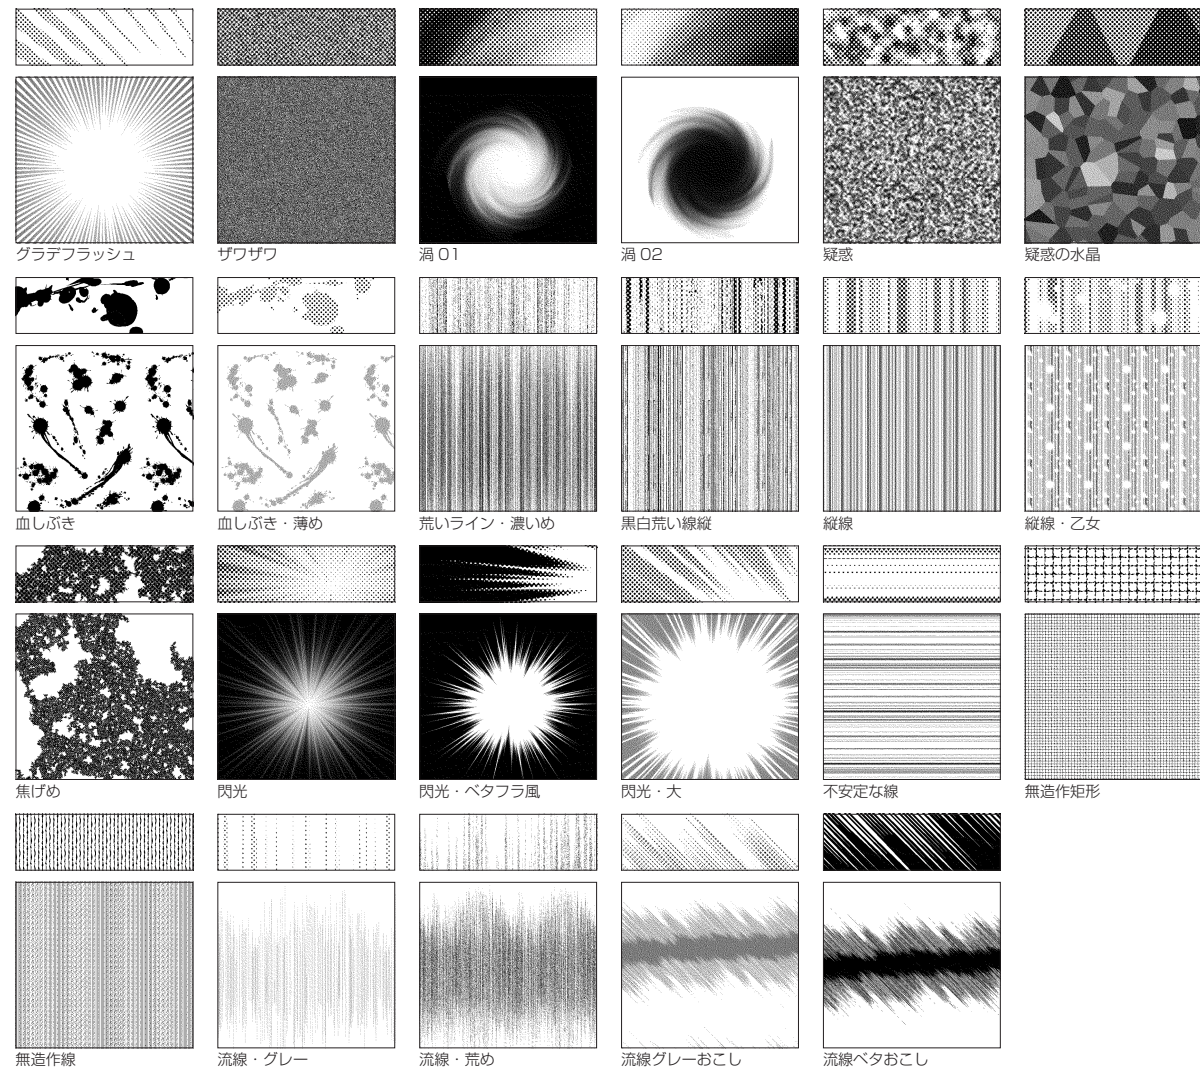 グラデフラッシュ
ザワザワ
渦 01
渦 02
疑惑
疑惑の水晶
血しぶき
血しぶき・薄め
荒いライン・濃いめ
黒白荒い線縦
縦線
縦線・乙女
焦げめ
閃光
閃光・ベタフラ風
閃光・大
不安定な線
無造作矩形
無造作線
流線・グレー
流線・荒め
流線グレーおこし
流線ベタおこし